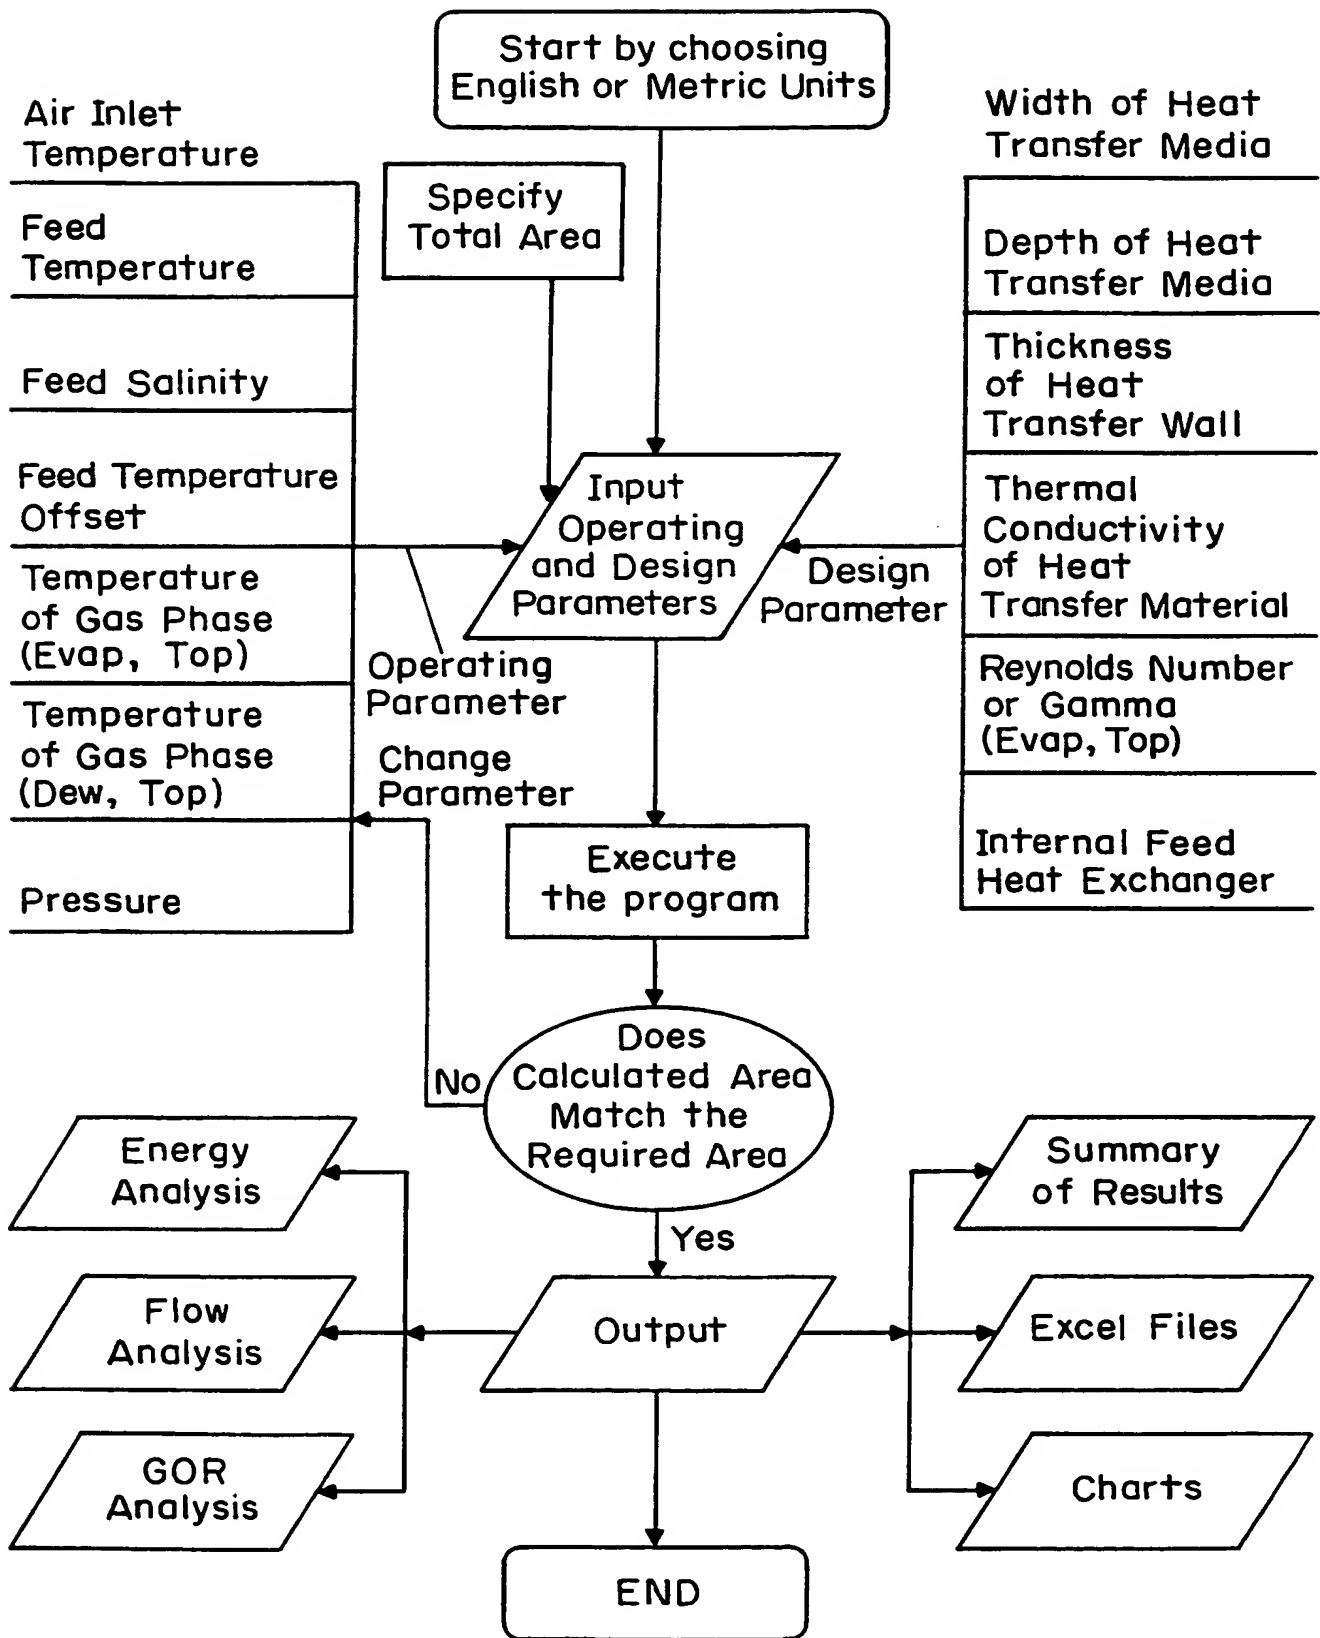 Start by choosing
English or Metric Units
Air Inlet
Temperature
Feed
Temperature
Feed Salinity
Feed Temperature
Offset
Temperature
of Gas Phase
(Evap, Top)
Temperature
of Gas Phase
(Dew, Top)
Pressure
Specify
Total Area
Width of Heat
Transfer Media
Depth of Heat
Transfer Media
Thickness
of Heat
Transfer Wall
Thermal
Conductivity
of Heat
Transfer Material
Reynolds Number
or Gamma
(Evap, Top)
Internal Feed
Heat Exchanger
Input
Operating
and Design
Parameters
Design
Parameter
Operating
Parameter
Change
Parameter
Execute
the program
Does
Calculated Area
Match the
Required Area
No
Yes
Energy
Analysis
Flow
Analysis
GOR
Analysis
Output
Summary
of Results
Excel Files
Charts
END